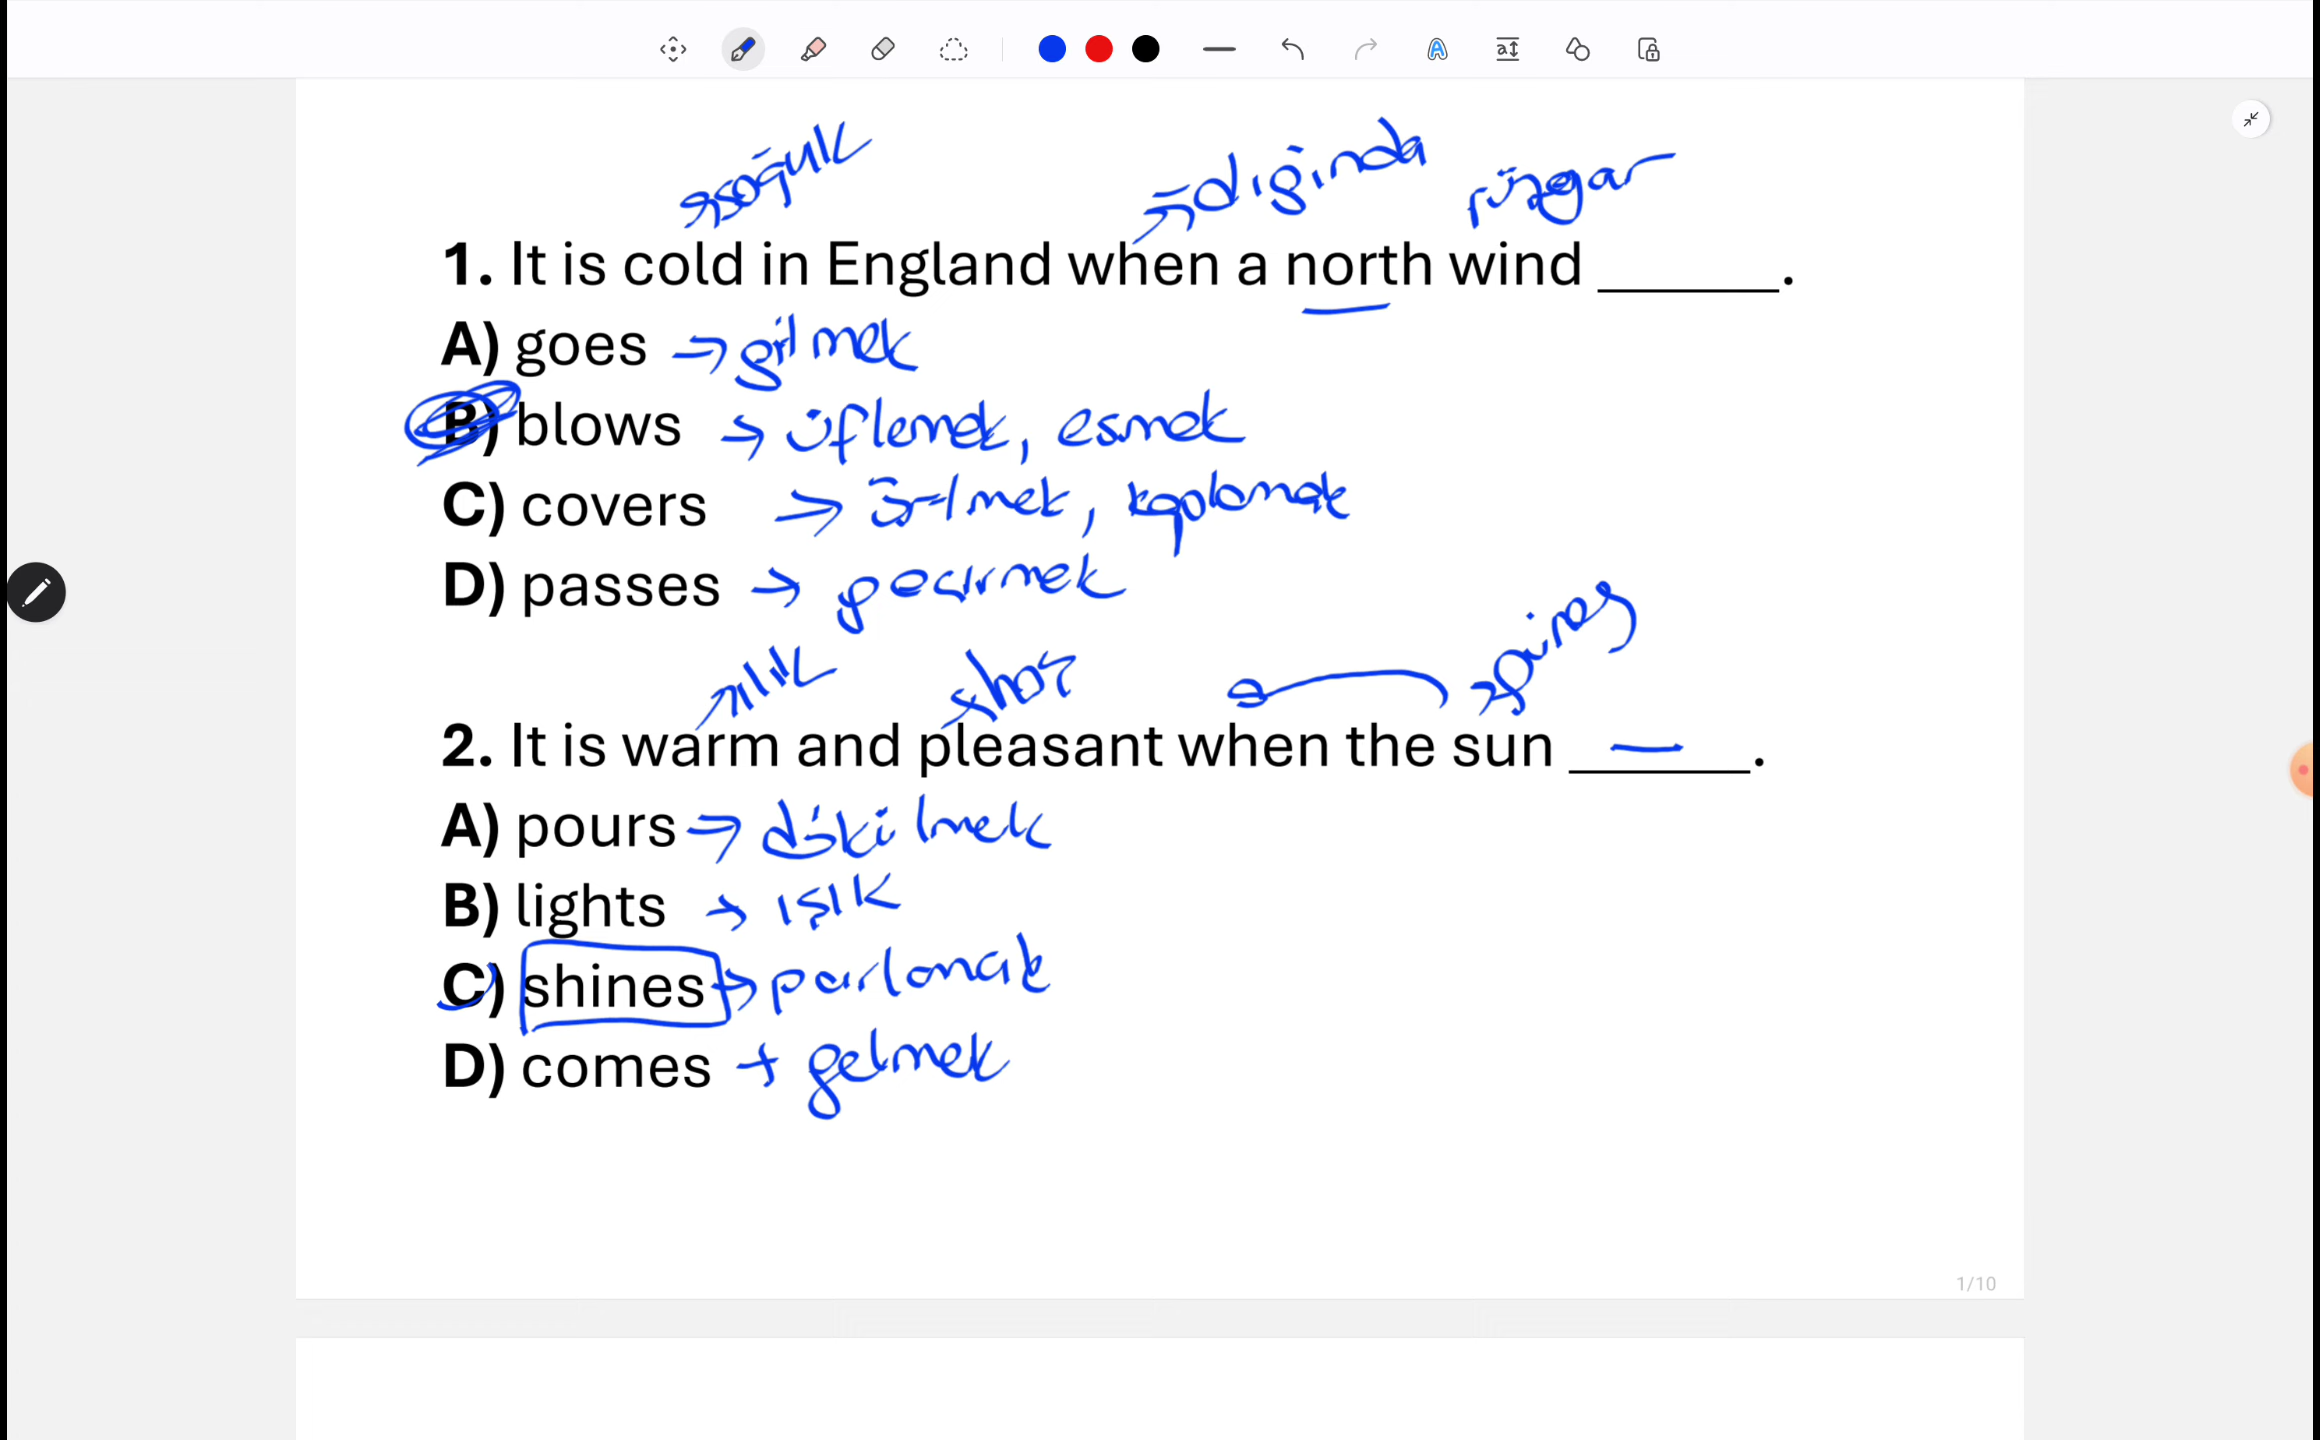 soğuk dığında rüzgar
1. It is cold in England when a north wind ______.
A) goes → gitmek
B) blows → üflemek, esmek
C) covers → örtmek, kaplamak
D) passes → geçirmek
ılık hoş güneş
2. It is warm and pleasant when the sun ______.
A) pours → dökülmek
B) lights → ışık
C) shines → parlamak
D) comes → gelmek
1/10